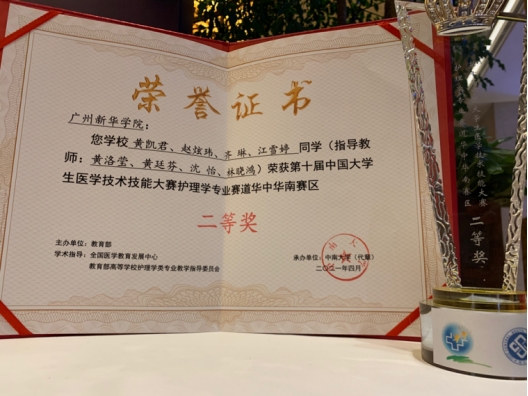 荣誉证书
广州新华学院：
您学校 黄凯君、赵炫玮、齐琳、江雪婷 同学（指导教
师：黄洛莹、黄廷芬、沈怡、林晓鸿）荣获第十届中国大学
生医学技术技能大赛护理学专业赛道华中华南赛区
二等奖
主办单位：教育部
学术指导：全国医学教育发展中心
教育部高等学校护理学类专业教学指导委员会
承办单位：中南大学（代章）
二〇二一年四月
二等奖